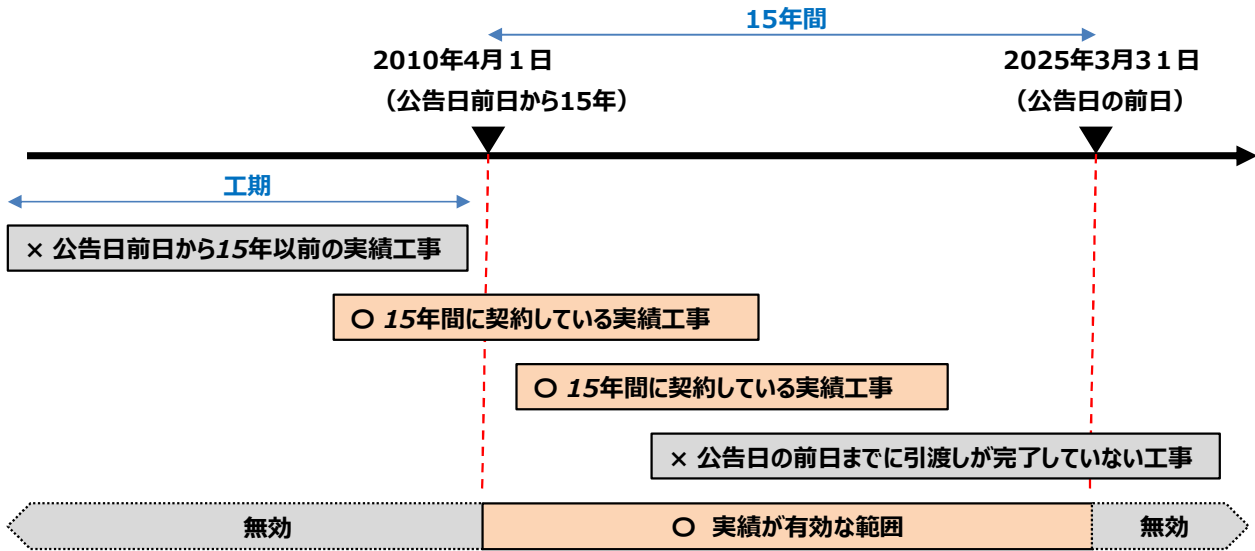 15年間
2010年4月１日
（公告日前日から15年）
2025年3月３１日
（公告日の前日）
工期
× 公告日前日から15年以前の実績工事
〇 15年間に契約している実績工事
〇 15年間に契約している実績工事
× 公告日の前日までに引渡しが完了していない工事
無効
〇 実績が有効な範囲
無効